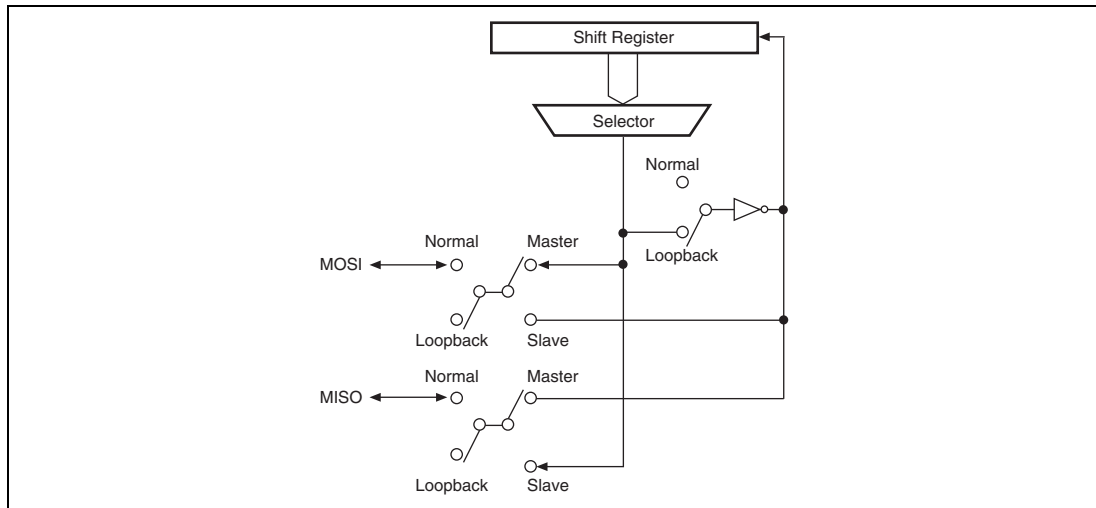 Shift Register
Selector
Normal
Loopback
Normal Master
MOSI
Loopback Slave
Normal Master
MISO
Loopback Slave